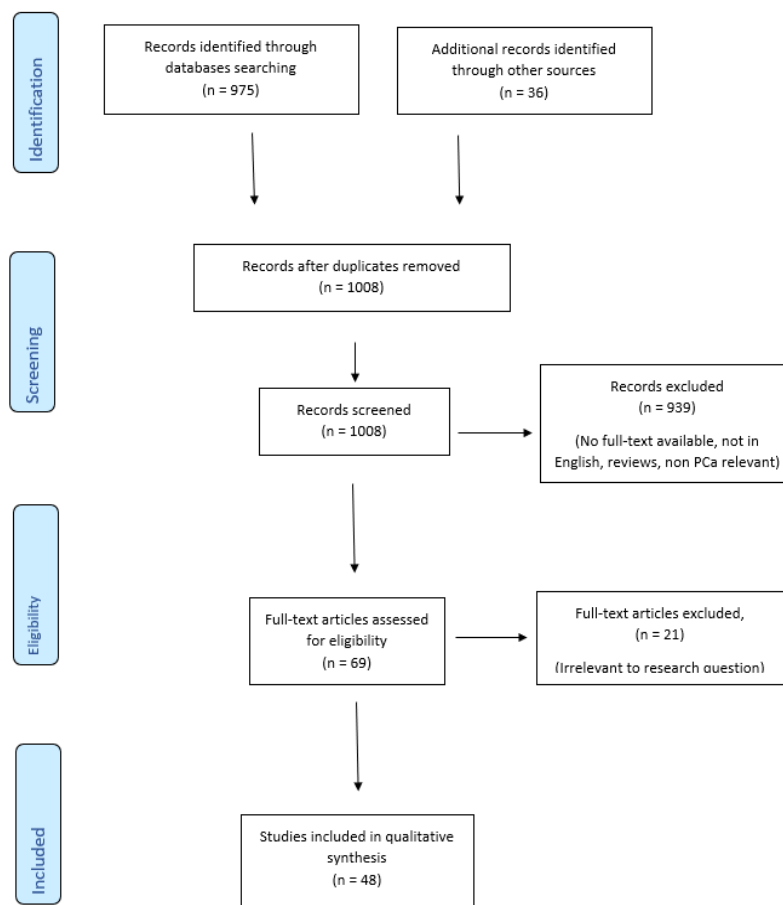 Identification
Records identified through
databases searching
(n = 975)
Additional records identified
through other sources
(n = 36)
Screening
Records after duplicates removed
(n = 1008)
Records screened
(n = 1008)
Records excluded
(n = 939)
(No full-text available, not in
English, reviews, non PCa relevant)
Eligibility
Full-text articles assessed
for eligibility
(n = 69)
Full-text articles excluded,
(n = 21)
(Irrelevant to research question)
Included
Studies included in qualitative
synthesis
(n = 48)